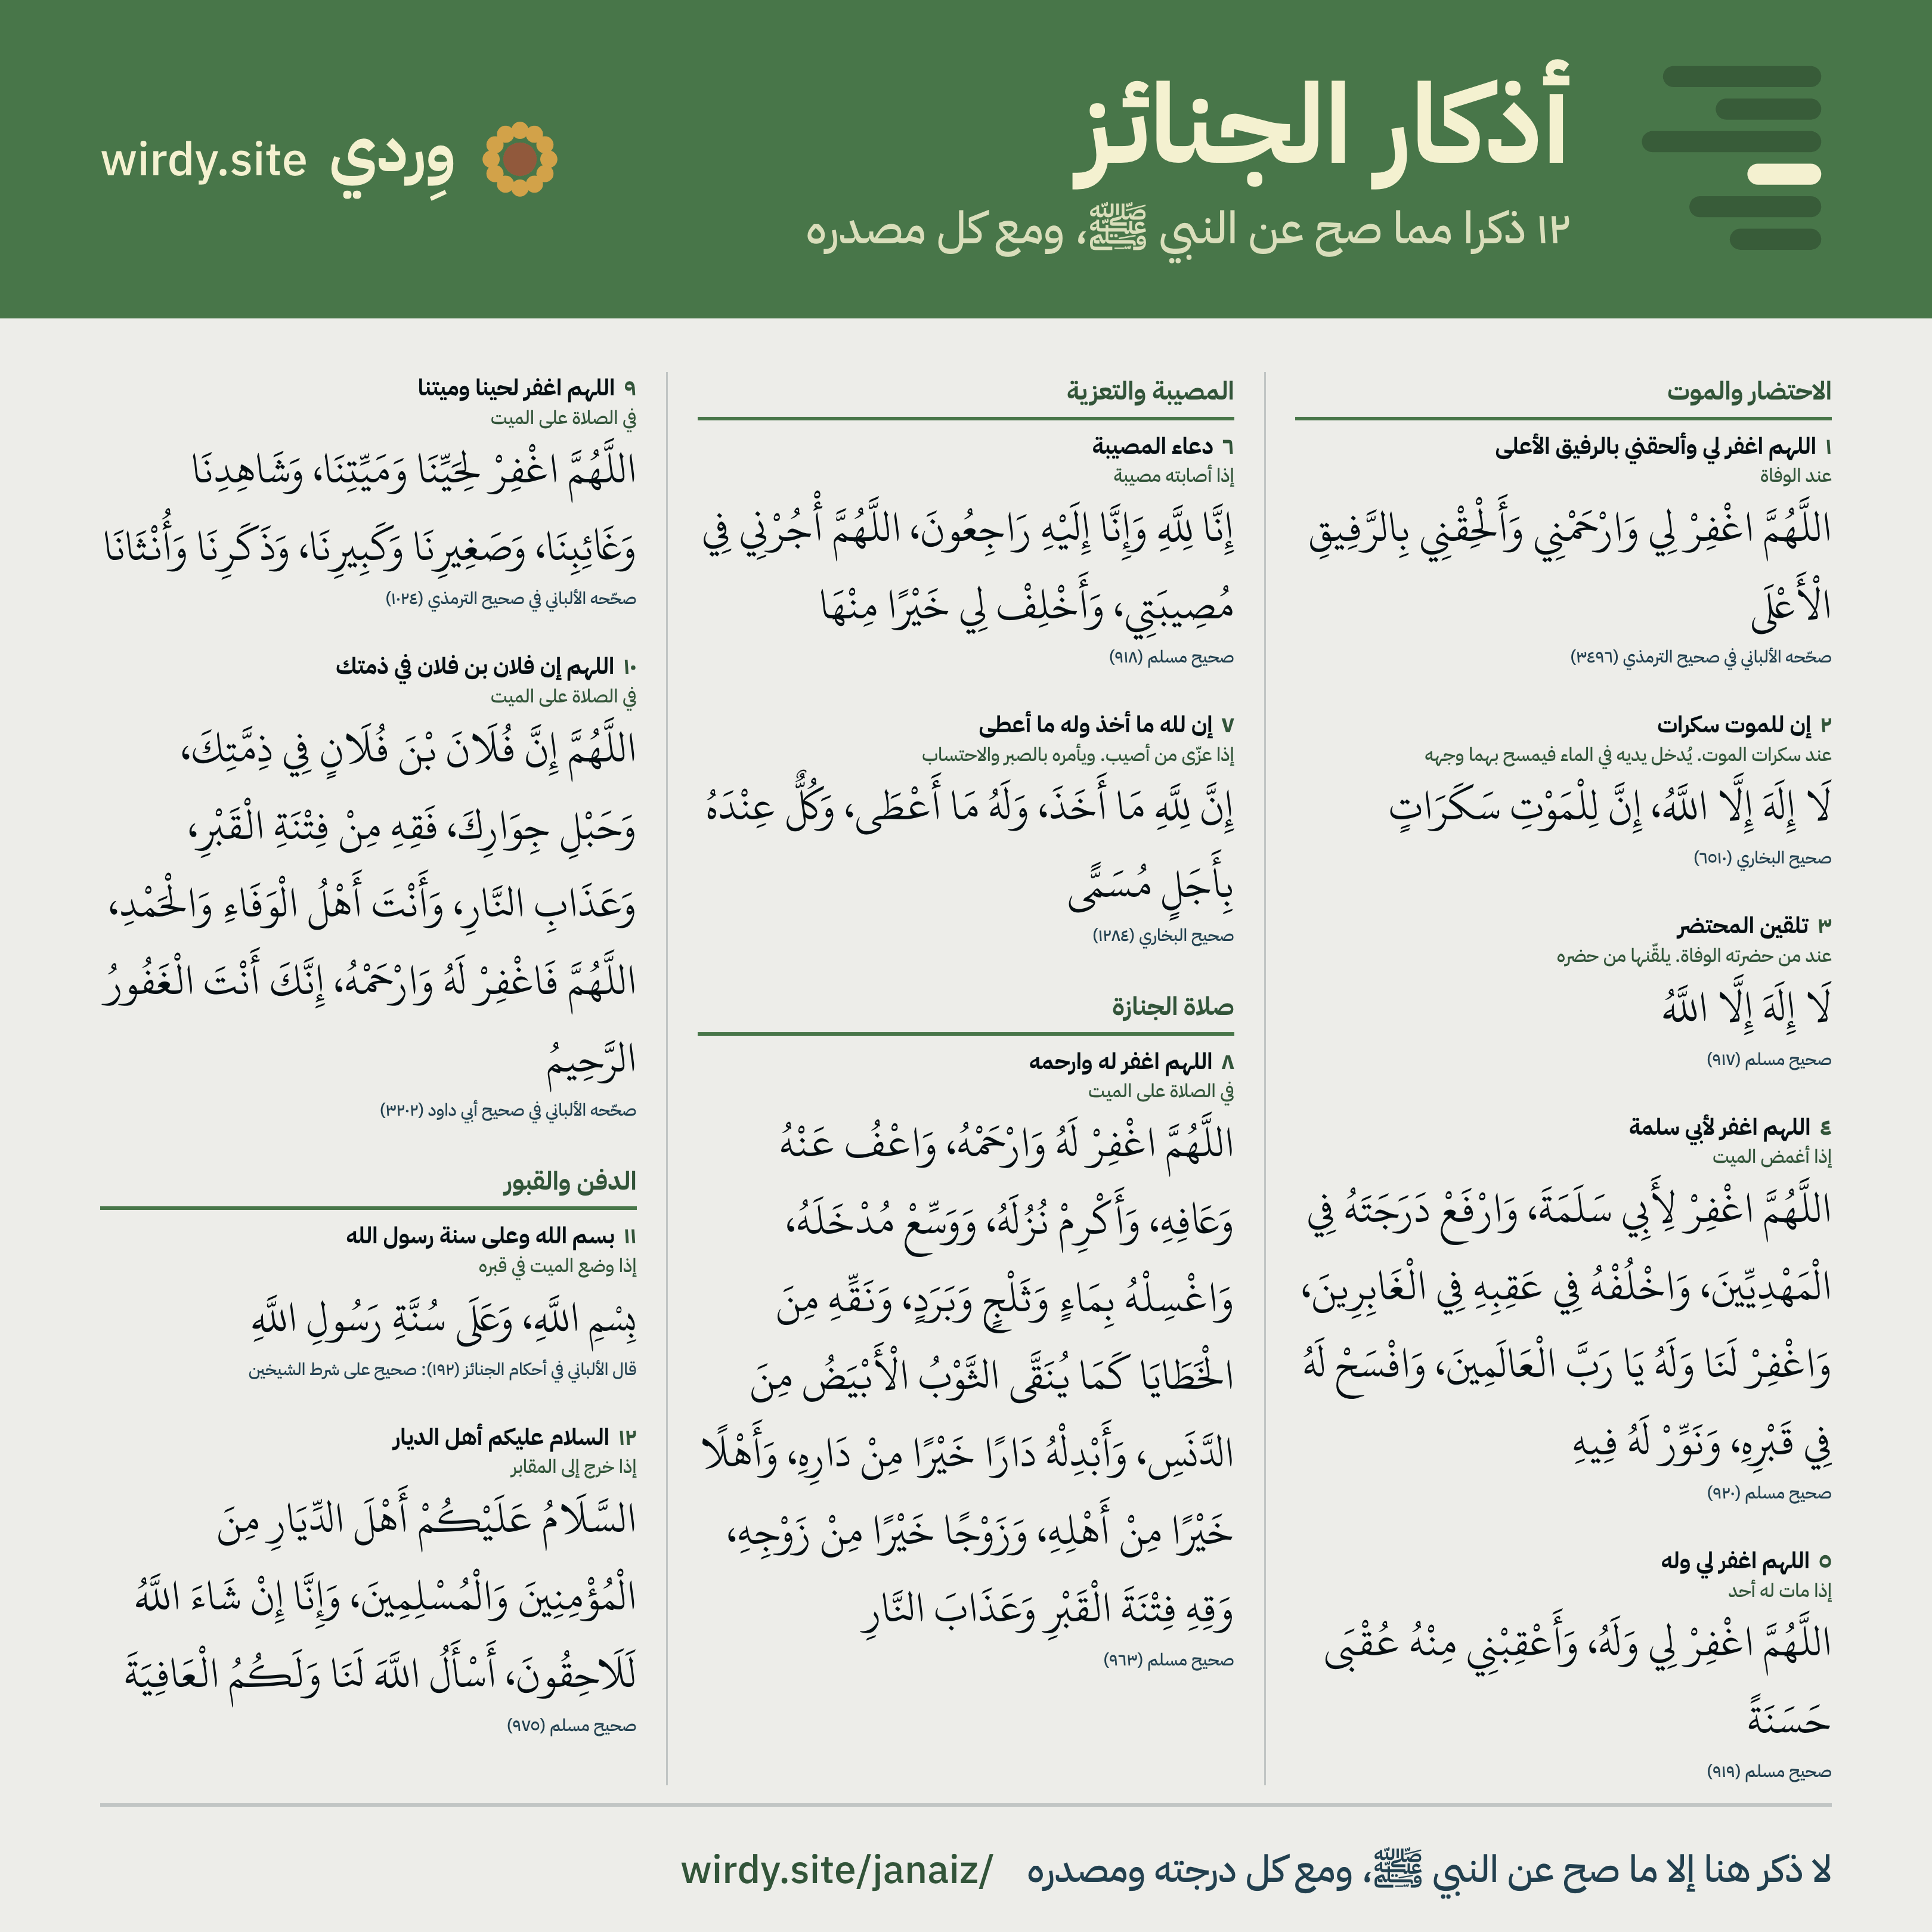 أذكار الجنائز
١٢ ذكرا مما صح عن النبي ﷺ، ومع كل مصدره
وِردي wirdy.site
الاحتضار والموت
١ اللهم اغفر لي وألحقني بالرفيق الأعلى
عند الوفاة
اللَّهُمَّ اغْفِرْ لِي وَارْحَمْنِي وَأَلْحِقْنِي بِالرَّفِيقِ
الْأَعْلَى
صحّحه الألباني في صحيح الترمذي (٣٤٩٦)
٢ إن للموت سكرات
عند سكرات الموت. يُدخل يديه في الماء فيمسح بهما وجهه
لَا إِلَهَ إِلَّا اللَّهُ، إِنَّ لِلْمَوْتِ سَكَرَاتٍ
صحيح البخاري (٦٥١٠)
٣ تلقين المحتضر
عند من حضرته الوفاة. يلقّنها من حضره
لَا إِلَهَ إِلَّا اللَّهُ
صحيح مسلم (٩١٧)
٤ اللهم اغفر لأبي سلمة
إذا أغمض الميت
اللَّهُمَّ اغْفِرْ لِأَبِي سَلَمَةَ، وَارْفَعْ دَرَجَتَهُ فِي
الْمَهْدِيِّينَ، وَاخْلُفْهُ فِي عَقِبِهِ فِي الْغَابِرِينَ،
وَاغْفِرْ لَنَا وَلَهُ يَا رَبَّ الْعَالَمِينَ، وَافْسَحْ لَهُ
فِي قَبْرِهِ، وَنَوِّرْ لَهُ فِيهِ
صحيح مسلم (٩٢٠)
٥ اللهم اغفر لي وله
إذا مات له أحد
اللَّهُمَّ اغْفِرْ لِي وَلَهُ، وَأَعْقِبْنِي مِنْهُ عُقْبَى
حَسَنَةً
صحيح مسلم (٩١٩)
المصيبة والتعزية
٦ دعاء المصيبة
إذا أصابته مصيبة
إِنَّا لِلَّهِ وَإِنَّا إِلَيْهِ رَاجِعُونَ، اللَّهُمَّ أْجُرْنِي فِي
مُصِيبَتِي، وَأَخْلِفْ لِي خَيْرًا مِنْهَا
صحيح مسلم (٩١٨)
٧ إن لله ما أخذ وله ما أعطى
إذا عزّى من أصيب. ويأمره بالصبر والاحتساب
إِنَّ لِلَّهِ مَا أَخَذَ، وَلَهُ مَا أَعْطَى، وَكُلٌّ عِنْدَهُ
بِأَجَلٍ مُسَمًّى
صحيح البخاري (١٢٨٤)
صلاة الجنازة
٨ اللهم اغفر له وارحمه
في الصلاة على الميت
اللَّهُمَّ اغْفِرْ لَهُ وَارْحَمْهُ، وَاعْفُ عَنْهُ
وَعَافِهِ، وَأَكْرِمْ نُزُلَهُ، وَوَسِّعْ مُدْخَلَهُ،
وَاغْسِلْهُ بِمَاءٍ وَثَلْجٍ وَبَرَدٍ، وَنَقِّهِ مِنَ
الْخَطَايَا كَمَا يُنَقَّى الثَّوْبُ الْأَبْيَضُ مِنَ
الدَّنَسِ، وَأَبْدِلْهُ دَارًا خَيْرًا مِنْ دَارِهِ، وَأَهْلًا
خَيْرًا مِنْ أَهْلِهِ، وَزَوْجًا خَيْرًا مِنْ زَوْجِهِ،
وَقِهِ فِتْنَةَ الْقَبْرِ وَعَذَابَ النَّارِ
صحيح مسلم (٩٦٣)
٩ اللهم اغفر لحينا وميتنا
في الصلاة على الميت
اللَّهُمَّ اغْفِرْ لِحَيِّنَا وَمَيِّتِنَا، وَشَاهِدِنَا
وَغَائِبِنَا، وَصَغِيرِنَا وَكَبِيرِنَا، وَذَكَرِنَا وَأُنْثَانَا
صحّحه الألباني في صحيح الترمذي (١٠٢٤)
١٠ اللهم إن فلان بن فلان في ذمتك
في الصلاة على الميت
اللَّهُمَّ إِنَّ فُلَانَ بْنَ فُلَانٍ فِي ذِمَّتِكَ،
وَحَبْلِ جِوَارِكَ، فَقِهِ مِنْ فِتْنَةِ الْقَبْرِ،
وَعَذَابِ النَّارِ، وَأَنْتَ أَهْلُ الْوَفَاءِ وَالْحَمْدِ،
اللَّهُمَّ فَاغْفِرْ لَهُ وَارْحَمْهُ، إِنَّكَ أَنْتَ الْغَفُورُ
الرَّحِيمُ
صحّحه الألباني في صحيح أبي داود (٣٢٠٢)
الدفن والقبور
١١ بسم الله وعلى سنة رسول الله
إذا وضع الميت في قبره
بِسْمِ اللَّهِ، وَعَلَى سُنَّةِ رَسُولِ اللَّهِ
قال الألباني في أحكام الجنائز (١٩٢): صحيح على شرط الشيخين
١٢ السلام عليكم أهل الديار
إذا خرج إلى المقابر
السَّلَامُ عَلَيْكُمْ أَهْلَ الدِّيَارِ مِنَ
الْمُؤْمِنِينَ وَالْمُسْلِمِينَ، وَإِنَّا إِنْ شَاءَ اللَّهُ
لَلَاحِقُونَ، أَسْأَلُ اللَّهَ لَنَا وَلَكُمُ الْعَافِيَةَ
صحيح مسلم (٩٧٥)
لا ذكر هنا إلا ما صح عن النبي ﷺ، ومع كل درجته ومصدره wirdy.site/janaiz/